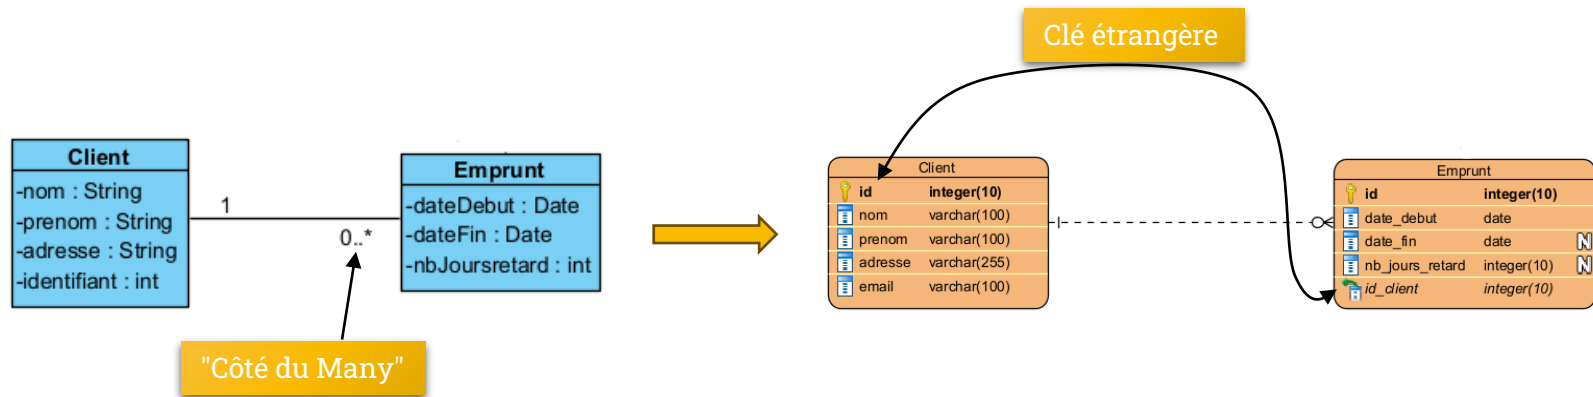 Clé étrangère
Client
-nom : String
-prenom : String
-adresse : String
-identifiant : int
1
0..*
Emprunt
-dateDebut : Date
-dateFin : Date
-nbJoursretard : int
"Côté du Many"
Client
id integer(10)
nom varchar(100)
prenom varchar(100)
adresse varchar(255)
email varchar(100)
Emprunt
id integer(10)
date_debut date
date_fin date N
nb_jours_retard integer(10) N
id_client integer(10)